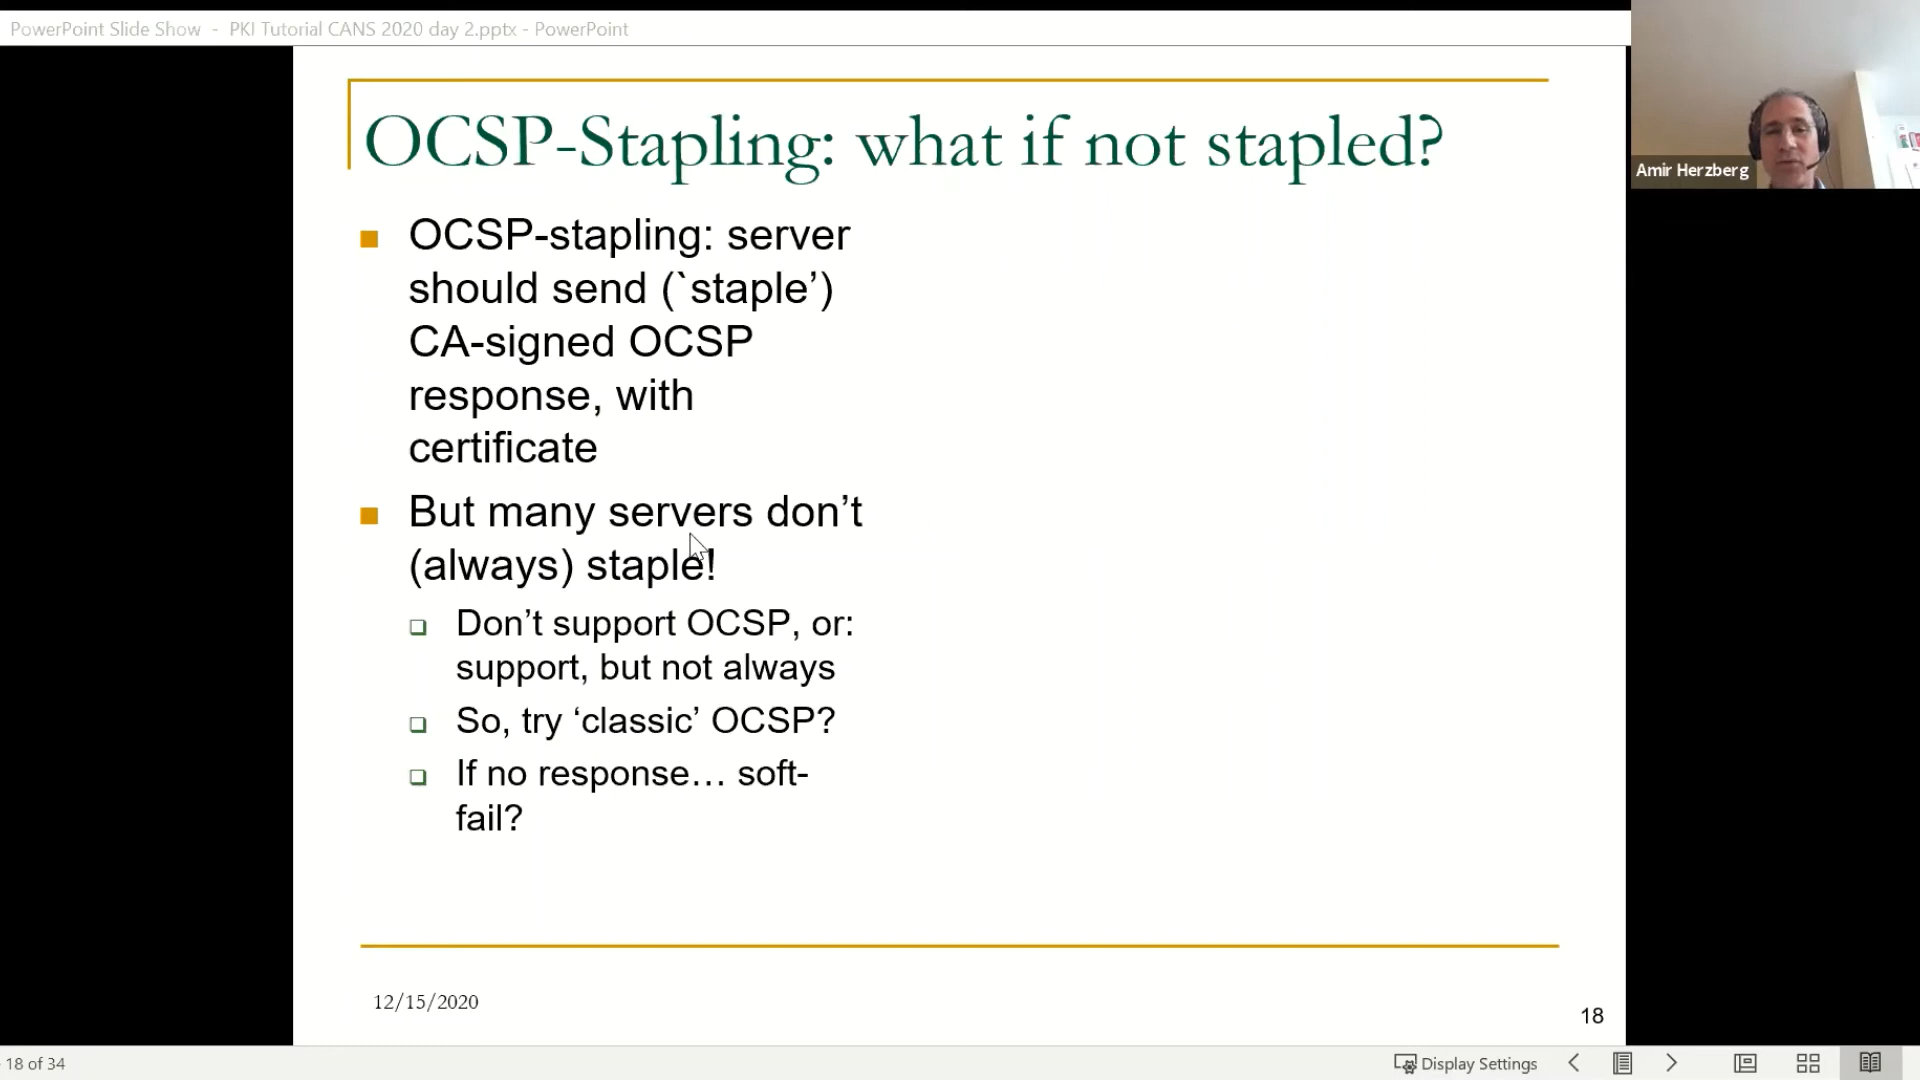 PowerPoint Slide Show - PKI Tutorial CANS 2020 day 2.pptx - PowerPoint
Amir Herzberg
OCSP-Stapling: what if not stapled?
OCSP-stapling: server
should send (`staple’)
CA-signed OCSP
response, with
certificate
But many servers don’t
(always) staple!
Don’t support OCSP, or:
support, but not always
So, try ‘classic’ OCSP?
If no response… soft-
fail?
12/15/2020
18
18 of 34
Display Settings